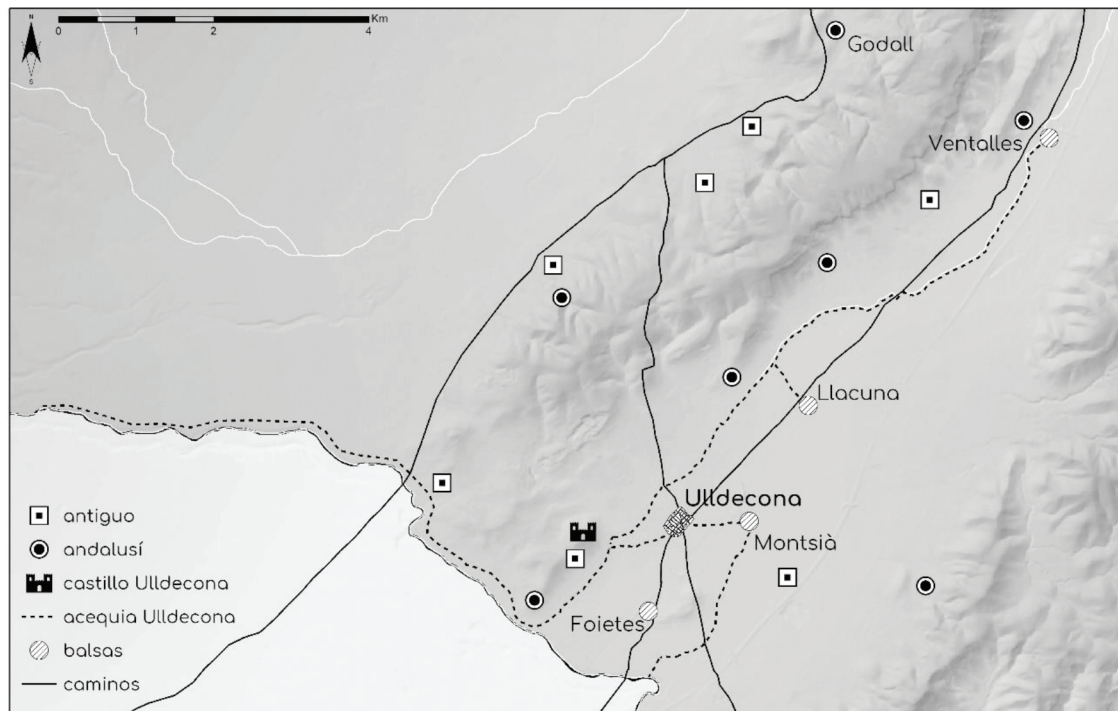 N
S
0 1 2 4
Km
Godall
Ventalles
Llacuna
Ulldecona
Montsià
Foietes
antiguo
andalusí
castillo Ulldecona
acequia Ulldecona
balsas
caminos